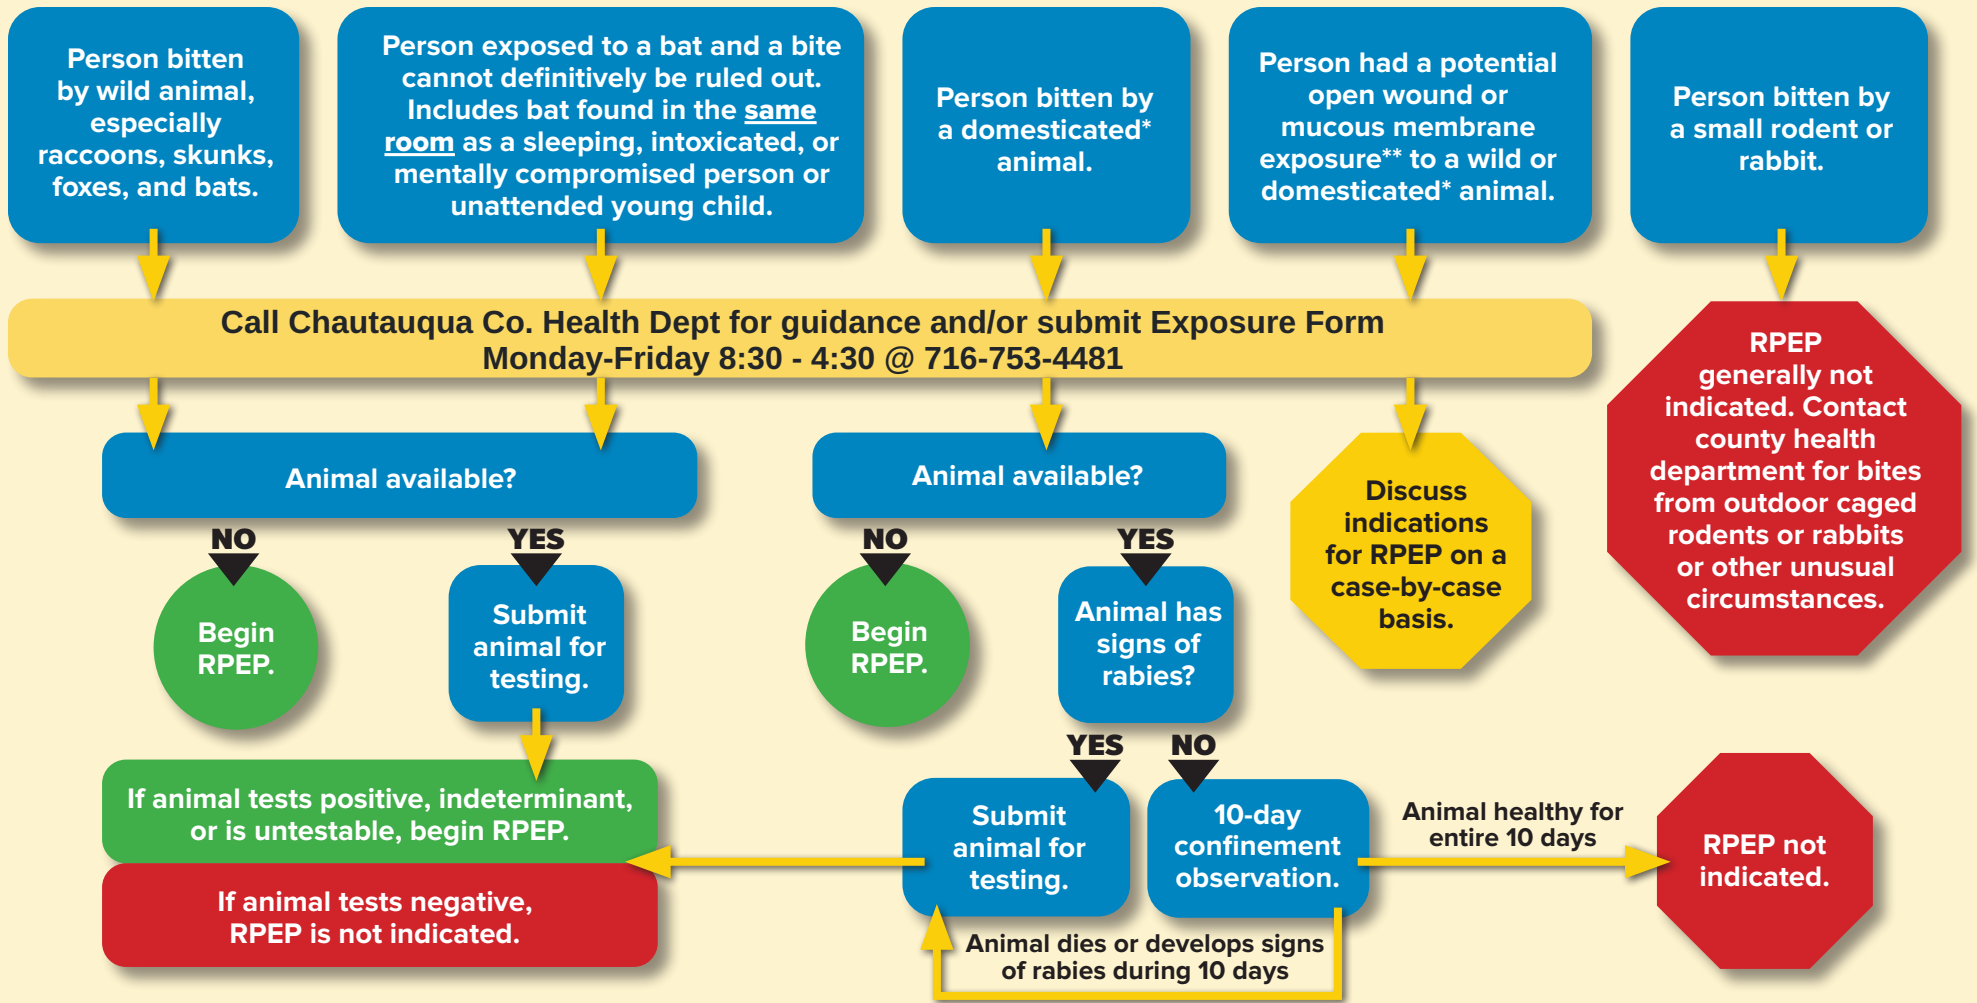 Person bitten
by wild animal,
especially
raccoons, skunks,
foxes, and bats.
Person exposed to a bat and a bite
cannot definitively be ruled out.
Includes bat found in the same
room as a sleeping, intoxicated, or
mentally compromised person or
unattended young child.
Person bitten by
a domesticated*
animal.
Person had a potential
open wound or
mucous membrane
exposure** to a wild or
domesticated* animal.
Person bitten by
a small rodent or
rabbit.
Call Chautauqua Co. Health Dept for guidance and/or submit Exposure Form
Monday-Friday 8:30 - 4:30 @ 716-753-4481
Animal available?
NO
YES
Begin
RPEP.
Submit
animal for
testing.
If animal tests positive, indeterminant,
or is untestable, begin RPEP.
If animal tests negative,
RPEP is not indicated.
Animal available?
NO
YES
Begin
RPEP.
Animal has
signs of
rabies?
YES
NO
Submit
animal for
testing.
10-day
confinement
observation.
Animal dies or develops signs
of rabies during 10 days
Animal healthy for
entire 10 days
RPEP not
indicated.
Discuss
indications
for RPEP on a
case-by-case
basis.
RPEP
generally not
indicated. Contact
county health
department for bites
from outdoor caged
rodents or rabbits
or other unusual
circumstances.